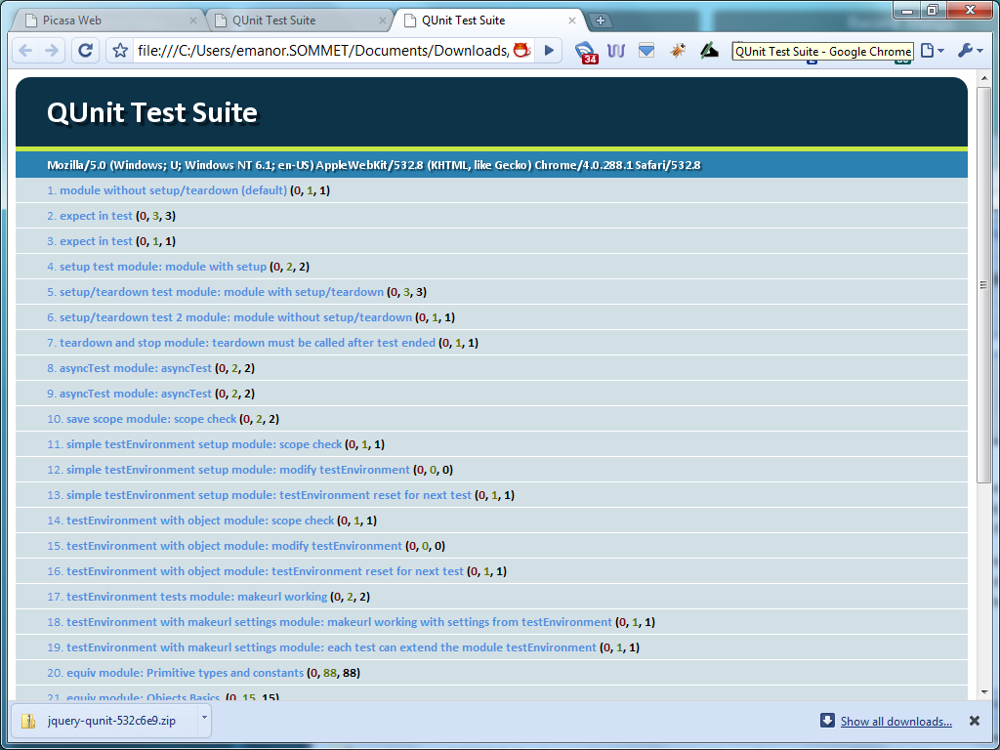 Picasa Web
QUnit Test Suite
QUnit Test Suite
file:///C:/Users/emanor.SOMMET/Documents/Downloads,
34
QUnit Test Suite - Google Chrome
QUnit Test Suite
Mozilla/5.0 (Windows; U; Windows NT 6.1; en-US) AppleWebKit/532.8 (KHTML, like Gecko) Chrome/4.0.288.1 Safari/532.8
1. module without setup/teardown (default) (0, 1, 1)
2. expect in test (0, 3, 3)
3. expect in test (0, 1, 1)
4. setup test module: module with setup (0, 2, 2)
5. setup/teardown test module: module with setup/teardown (0, 3, 3)
6. setup/teardown test 2 module: module without setup/teardown (0, 1, 1)
7. teardown and stop module: teardown must be called after test ended (0, 1, 1)
8. asyncTest module: asyncTest (0, 2, 2)
9. asyncTest module: asyncTest (0, 2, 2)
10. save scope module: scope check (0, 2, 2)
11. simple testEnvironment setup module: scope check (0, 1, 1)
12. simple testEnvironment setup module: modify testEnvironment (0, 0, 0)
13. simple testEnvironment setup module: testEnvironment reset for next test (0, 1, 1)
14. testEnvironment with object module: scope check (0, 1, 1)
15. testEnvironment with object module: modify testEnvironment (0, 0, 0)
16. testEnvironment with object module: testEnvironment reset for next test (0, 1, 1)
17. testEnvironment tests module: makeurl working (0, 2, 2)
18. testEnvironment with makeurl settings module: makeurl working with settings from testEnvironment (0, 1, 1)
19. testEnvironment with makeurl settings module: each test can extend the module testEnvironment (0, 1, 1)
20. equiv module: Primitive types and constants (0, 88, 88)
21. equiv module: Objects Basics. (0, 15, 15)
jquery-qunit-532c6e9.zip
Show all downloads...